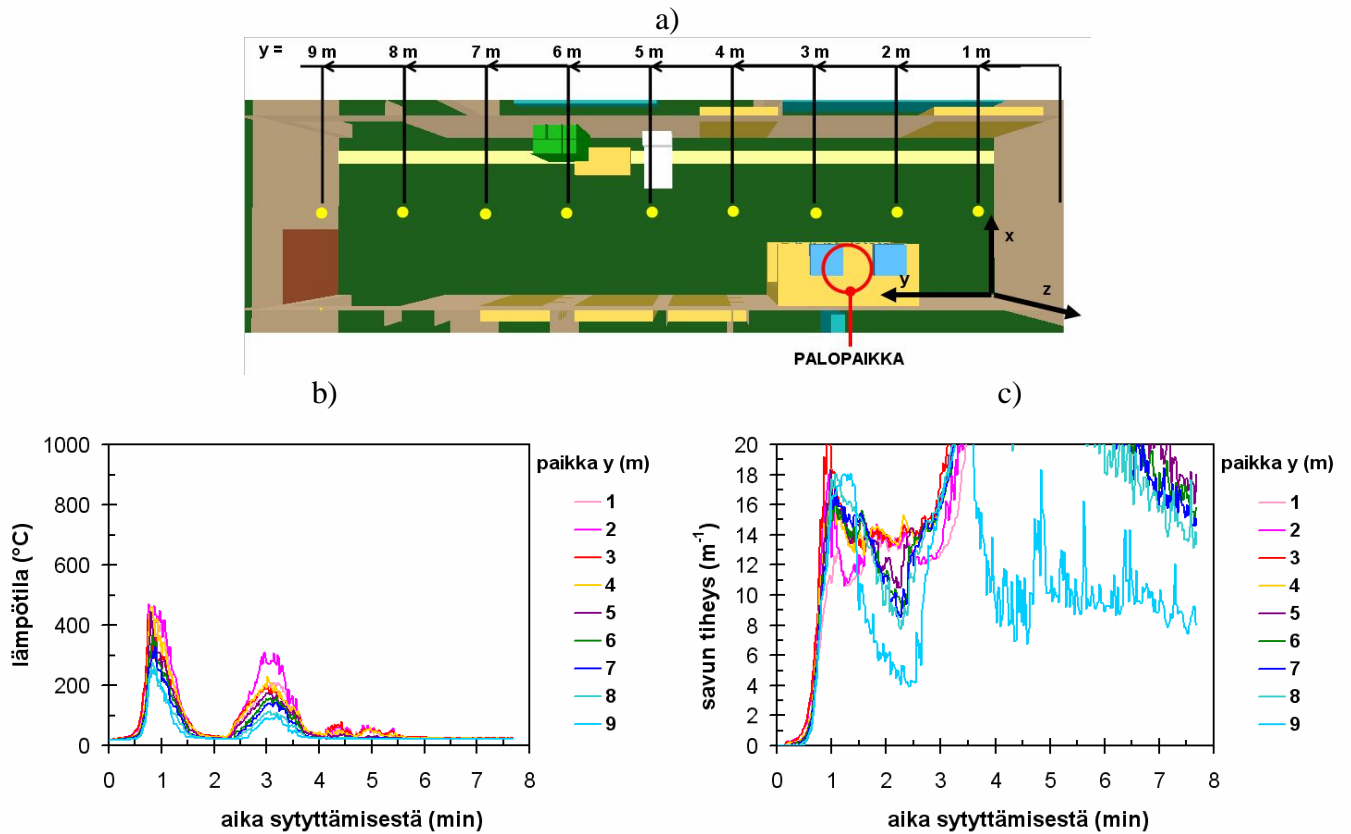 a)
y = 9 m 8 m 7 m 6 m 5 m 4 m 3 m 2 m 1 m
x
y
z
PALOPAIKKA
b)
1000
800
600
400
200
0
lämpötila (°C)
0 1 2 3 4 5 6 7 8
aika sytyttämisestä (min)
paikka y (m)
1
2
3
4
5
6
7
8
9
c)
20
18
16
14
12
10
8
6
4
2
0
savun tiheys (m⁻¹)
0 1 2 3 4 5 6 7 8
aika sytyttämisestä (min)
paikka y (m)
1
2
3
4
5
6
7
8
9